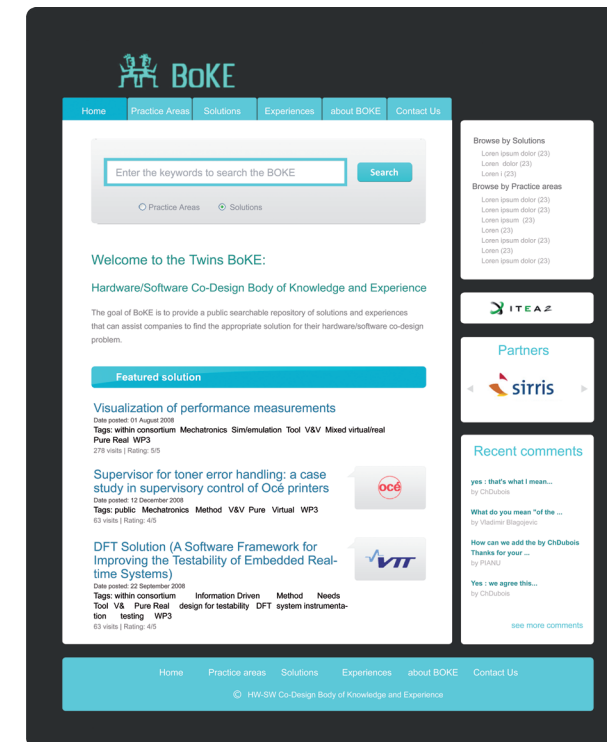 BoKE
Home Practice Areas Solutions Experiences about BOKE Contact Us
Enter the keywords to search the BOKE
Search
Practice Areas Solutions
Welcome to the Twins BoKE:
Hardware/Software Co-Design Body of Knowledge and Experience
The goal of BoKE is to provide a public searchable repository of solutions and experiences
that can assist companies to find the appropriate solution for their hardware/software co-design
problem.
Featured solution
Visualization of performance measurements
Date posted: 01 August 2008
Tags: within consortium Mechatronics Sim/emulation Tool V&V Mixed virtual/real
Pure Real WP3
278 visits | Rating: 5/5
Supervisor for toner error handling: a case
study in supervisory control of Océ printers
Date posted: 12 December 2008
Tags: public Mechatronics Method V&V Pure Virtual WP3
63 visits | Rating: 4/5
océ
DFT Solution (A Software Framework for
Improving the Testability of Embedded Real-
time Systems)
Date posted: 22 September 2008
Tags: within consortium Information Driven Method Needs
Tool V& Pure Real design for testability DFT system instrumenta-
tion testing WP3
63 visits | Rating: 4/5
VTT
Browse by Solutions
Loren ipsum dolor (23)
Loren dolor (23)
Loren i (23)
Browse by Practice areas
Loren ipsum dolor (23)
Loren ipsum dolor (23)
Loren ipsum (23)
Loren (23)
Loren ipsum dolor (23)
Loren (23)
Loren ipsum dolor (23)
ITEA2
Partners
sirris
Recent comments
yes : that's what I mean...
by ChDubois
What do you mean "of the ...
by Vladimir Blagojevic
How can we add the by ChDubois
Thanks for your ...
by PIANU
Yes : we agree this...
by ChDubois
see more comments
Home Practice areas Solutions Experiences about BOKE Contact Us
© HW-SW Co-Design Body of Knowledge and Experience